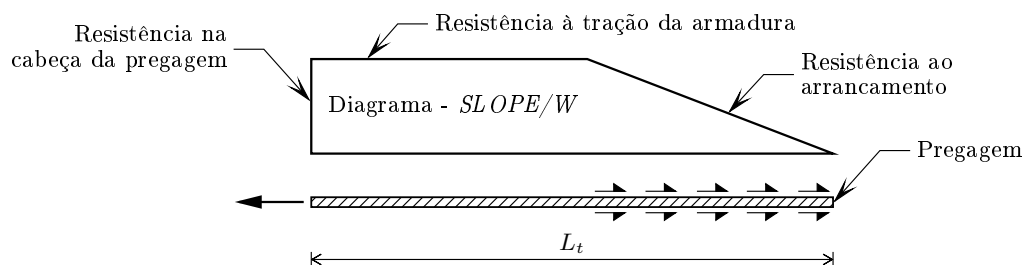 Resistência à tração da armadura
Resistência na
cabeça da pregagem
Resistência ao
arrancamento
Diagrama - SLOPE/W
Pregagem
L_t